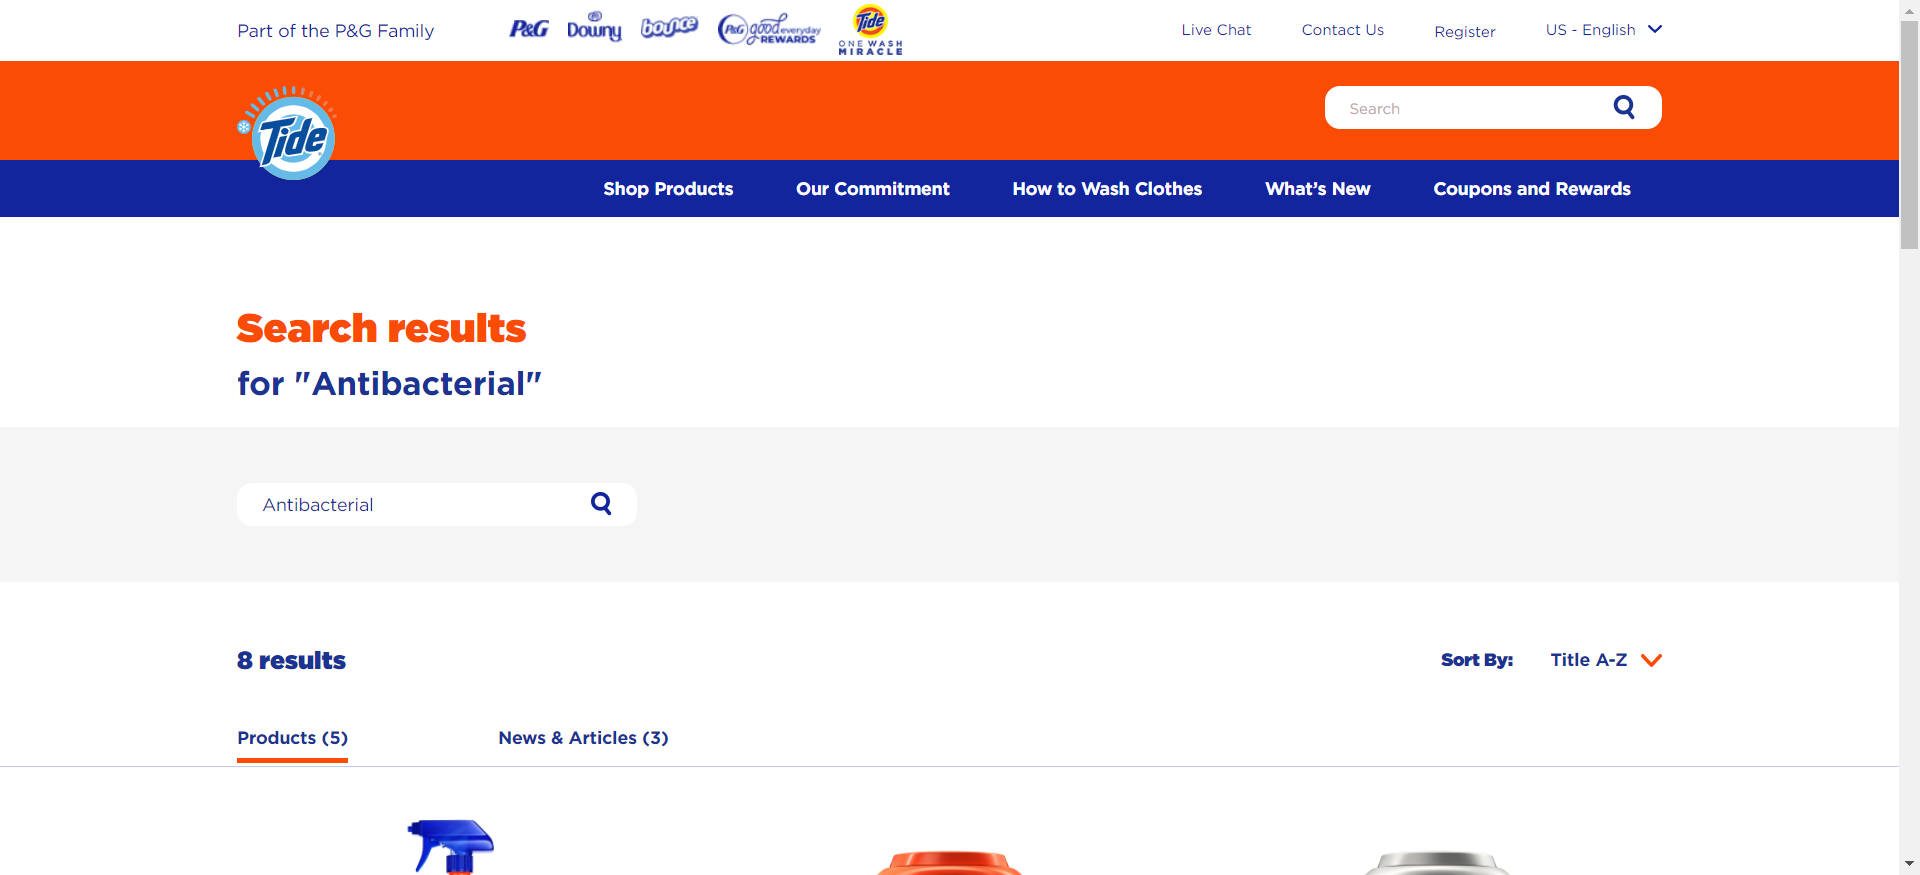 Part of the P&G Family
P&G
Downy
bounce
P&G good everyday
REWARDS
Tide
ONE WASH
MIRACLE
Live Chat
Contact Us
Register
US - English
Tide
Search
Shop Products
Our Commitment
How to Wash Clothes
What's New
Coupons and Rewards
Search results
for "Antibacterial"
Antibacterial
8 results
Sort By:
Title A-Z
Products (5)
News & Articles (3)